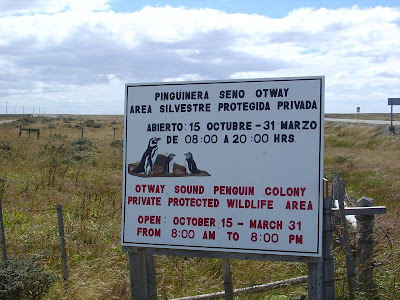 PINGÜINERA SENO OTWAY
AREA SILVESTRE PROTEGIDA PRIVADA
ABIERTO: 15 OCTUBRE - 31 MARZO
DE 08:00 A 20:00 HRS.
OTWAY SOUND PENGUIN COLONY
PRIVATE PROTECTED WILDLIFE AREA
OPEN: OCTOBER 15 - MARCH 31
FROM 8:00 AM TO 8:00 PM